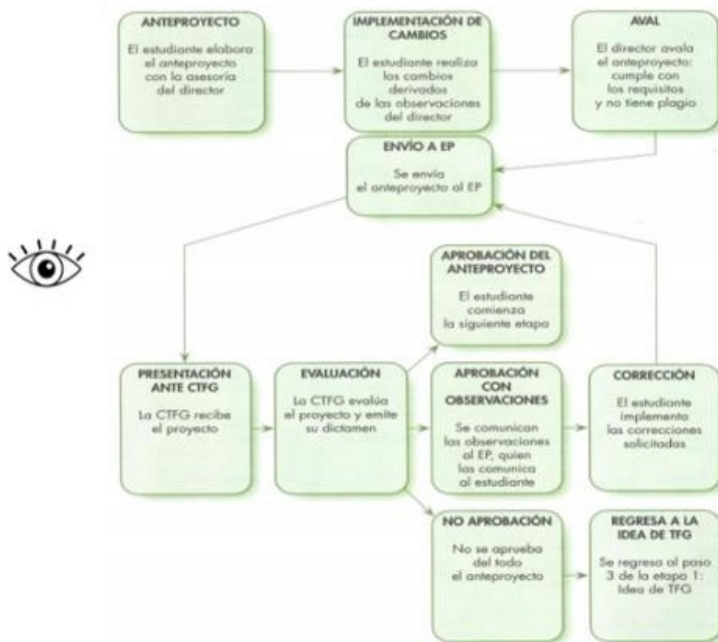 ANTEPROYECTO
El estudiante elabora
el anteproyecto
con la asesoría
del director
IMPLEMENTACIÓN DE
CAMBIOS
El estudiante realiza
los cambios
derivados
de las observaciones
del director
AVAL
El director avala
el anteproyecto:
cumple con
los requisitos
y no tiene plagio
ENVÍO A EP
Se envía
el anteproyecto al EP
APROBACIÓN DEL
ANTEPROYECTO
El estudiante
comienza
la siguiente etapa
PRESENTACIÓN
ANTE CTFG
La CTFG recibe
el proyecto
EVALUACIÓN
La CTFG evalúa
el proyecto y emite
su dictamen
APROBACIÓN
CON
OBSERVACIONES
Se comunican
las observaciones
al EP, quien
las comunica
al estudiante
CORRECCIÓN
El estudiante
implementa
las correcciones
solicitadas
NO APROBACIÓN
No se aprueba
del todo
el anteproyecto
REGRESA A LA
IDEA DE TFG
Se regresa al paso
3 de la etapa 1:
Idea de TFG